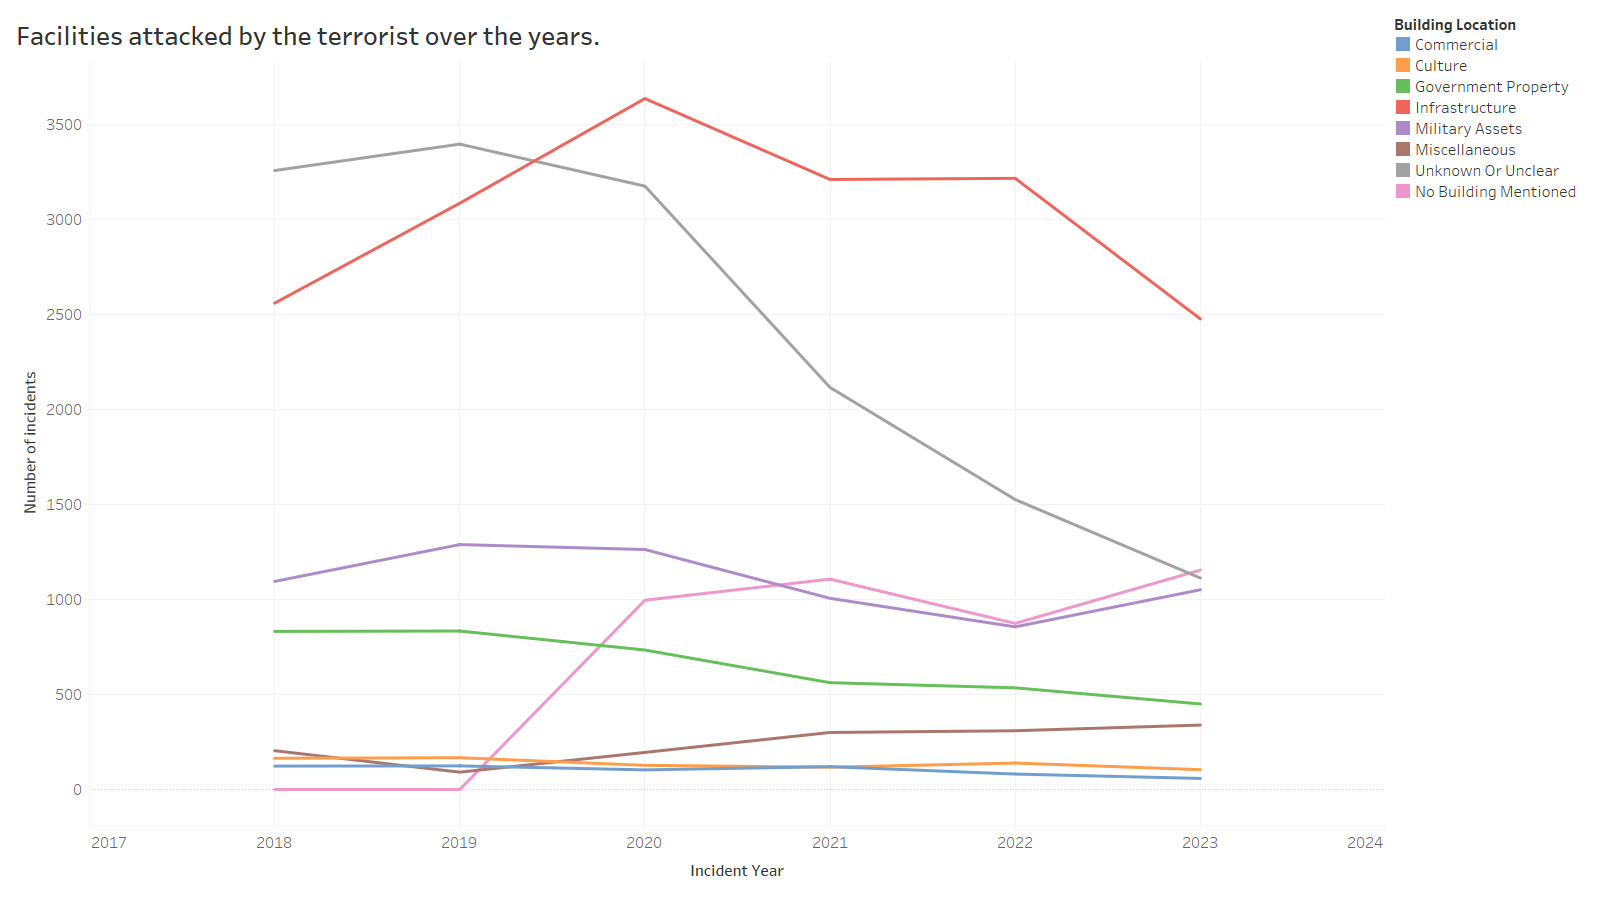 Facilities attacked by the terrorist over the years.
Building Location
Commercial
Culture
Government Property
Infrastructure
Military Assets
Miscellaneous
Unknown Or Unclear
No Building Mentioned
Number of incidents
3500
3000
2500
2000
1500
1000
500
0
2017
2018
2019
2020
2021
2022
2023
2024
Incident Year